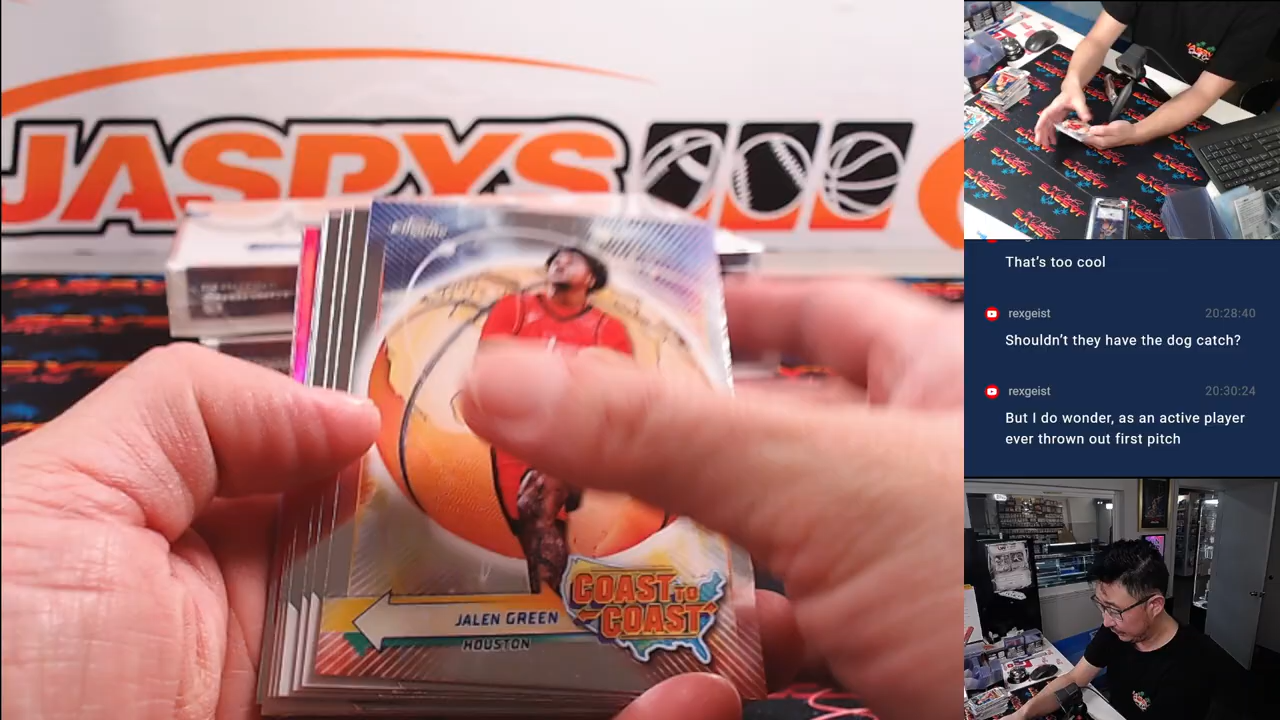 JASPYS
JALEN GREEN
HOUSTON
COAST TO
COAST
That's too cool
rexgeist 20:28:40
Shouldn't they have the dog catch?
rexgeist 20:30:24
But I do wonder, as an active player
ever thrown out first pitch